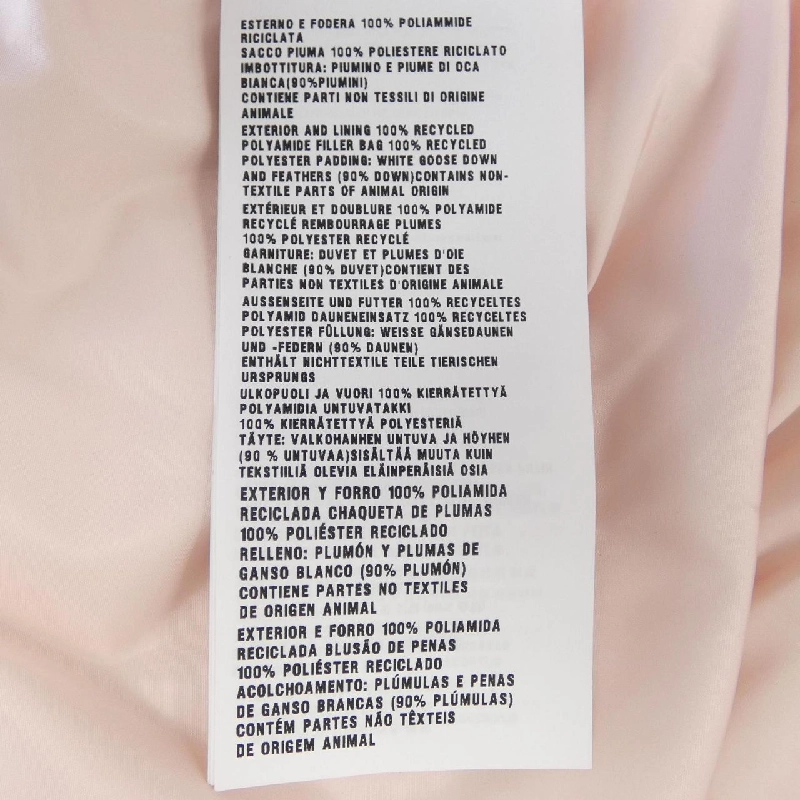 ESTERNO E FODERA 100% POLIAMMIDE
RICICLATA
SACCO PIUMA 100% POLIESTERE RICICLATO
IMBOTTITURA: PIUMINO E PIUME DI OCA
BIANCA(90%PIUMINI)
CONTIENE PARTI NON TESSILI DI ORIGINE
ANIMALE
EXTERIOR AND LINING 100% RECYCLED
POLYAMIDE FILLER BAG 100% RECYCLED
POLYESTER PADDING: WHITE GOOSE DOWN
AND FEATHERS (90% DOWN)CONTAINS NON-
TEXTILE PARTS OF ANIMAL ORIGIN
EXTÉRIEUR ET DOUBLURE 100% POLYAMIDE
RECYCLÉ REMBOURRAGE PLUMES
100% POLYESTER RECYCLÉ
GARNITURE: DUVET ET PLUMES D'OIE
BLANCHE (90% DUVET)CONTIENT DES
PARTIES NON TEXTILES D'ORIGINE ANIMALE
AUSSENSEITE UND FUTTER 100% RECYCELTES
POLYAMID DAUNENEINSATZ 100% RECYCELTES
POLYESTER FÜLLUNG: WEISSE GÄNSEDAUNEN
UND -FEDERN (90% DAUNEN)
ENTHÄLT NICHTTEXTILE TEILE TIERISCHEN
URSPRUNGS
ULKOPUOLI JA VUORI 100% KIERRÄTETTYÄ
POLYAMIDIA UNTUVATAKKI
100% KIERRÄTETTYÄ POLYESTERIÄ
TÄYTE: VALKOHANHEN UNTUVA JA HÖYHEN
(90 % UNTUVAA)SISÄLTÄÄ MUUTA KUIN
TEKSTIILIÄ OLEVIA ELÄINPERÄISIÄ OSIA
EXTERIOR Y FORRO 100% POLIAMIDA
RECICLADA CHAQUETA DE PLUMAS
100% POLIÉSTER RECICLADO
RELLENO: PLUMÓN Y PLUMAS DE
GANSO BLANCO (90% PLUMÓN)
CONTIENE PARTES NO TEXTILES
DE ORIGEN ANIMAL
EXTERIOR E FORRO 100% POLIAMIDA
RECICLADA BLUSÃO DE PENAS
100% POLIÉSTER RECICLADO
ACOLCHOAMENTO: PLÚMULAS E PENAS
DE GANSO BRANCAS (90% PLÚMULAS)
CONTÉM PARTES NÃO TÊXTEIS
DE ORIGEM ANIMAL